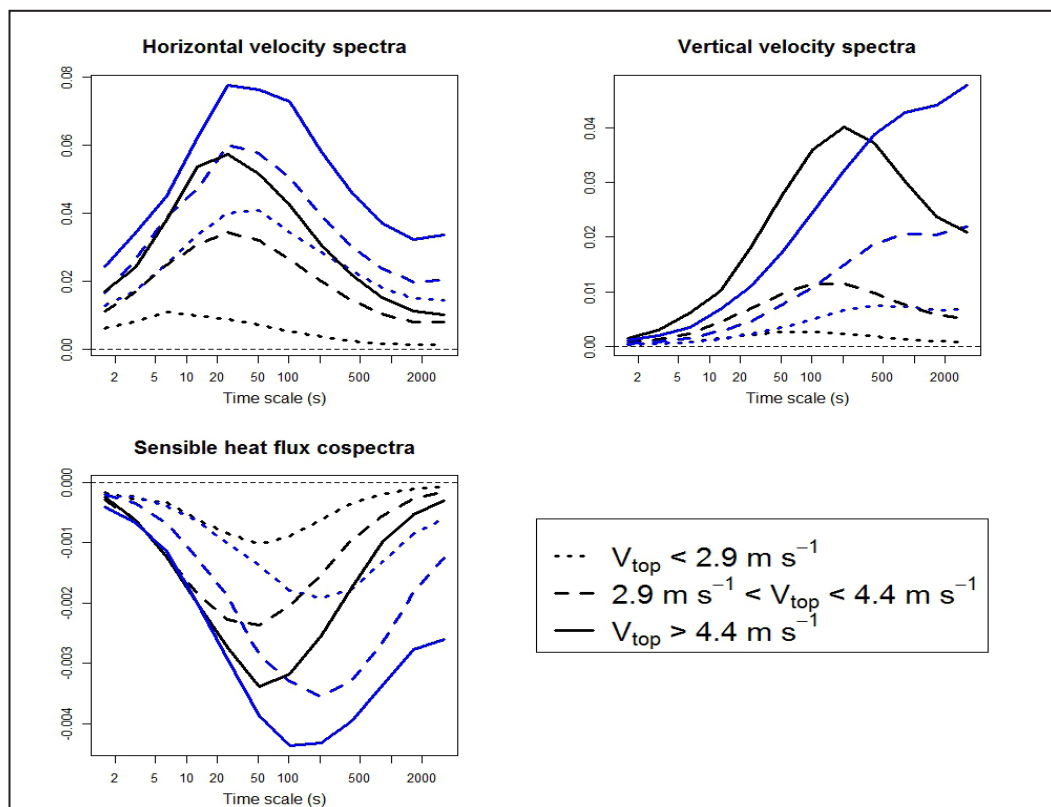 Horizontal velocity spectra
0.08
0.06
0.04
0.02
0.00
2 5 10 20 50 100 500 2000
Time scale (s)
Vertical velocity spectra
0.04
0.03
0.02
0.01
0.00
2 5 10 20 50 100 500 2000
Time scale (s)
Sensible heat flux cospectra
0.000
-0.001
-0.002
-0.003
-0.004
2 5 10 20 50 100 500 2000
Time scale (s)
V_top < 2.9 m s⁻¹
2.9 m s⁻¹ < V_top < 4.4 m s⁻¹
V_top > 4.4 m s⁻¹